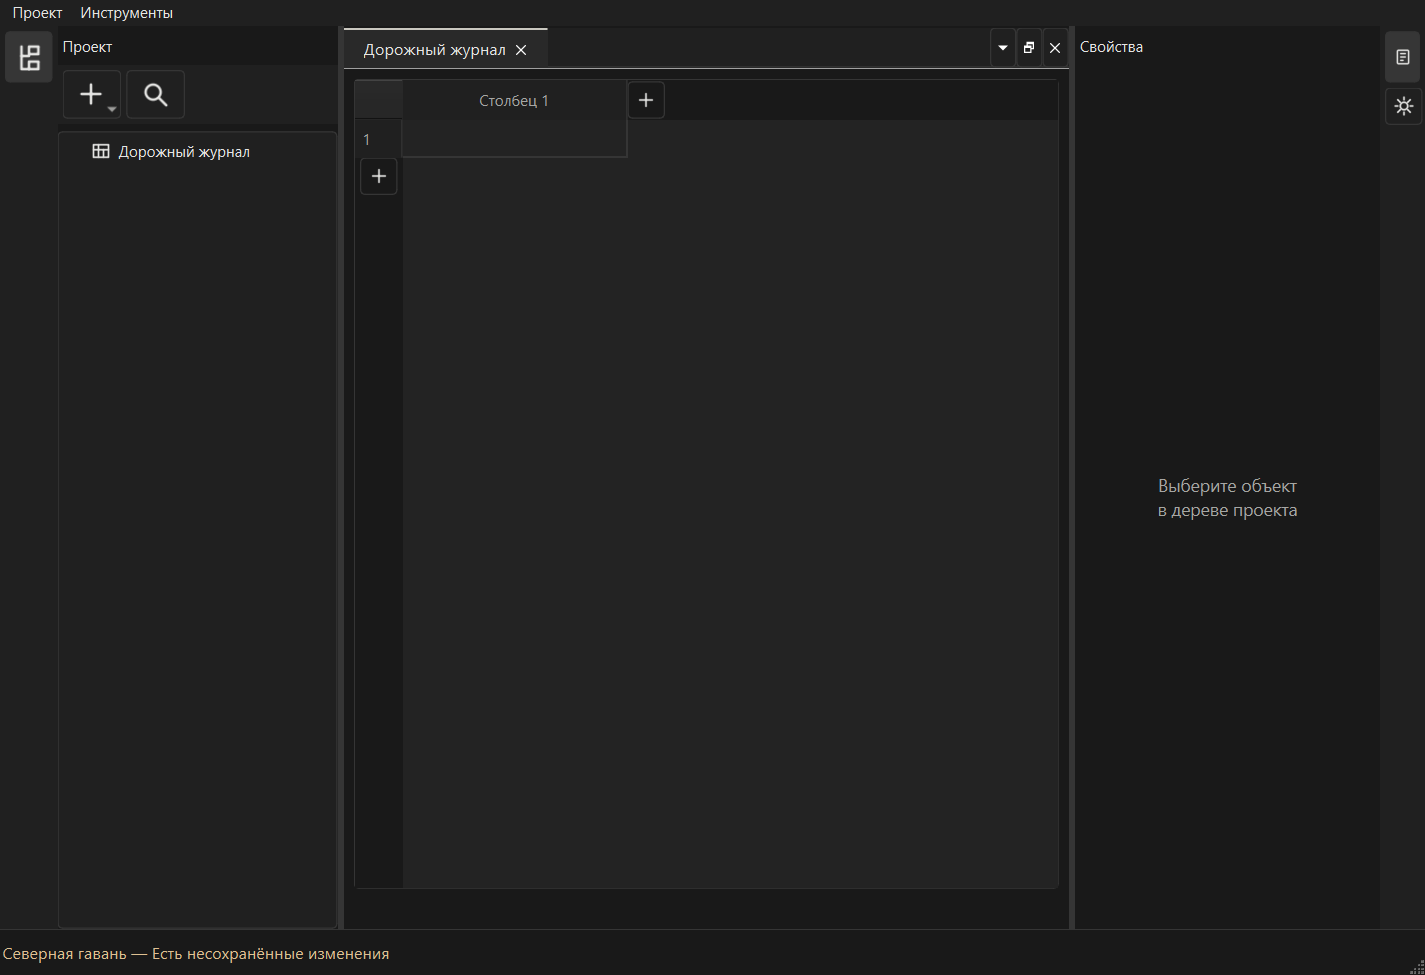 Проект Инструменты
Проект
Дорожный журнал
Дорожный журнал
Столбец 1
1
Свойства
Выберите объект
в дереве проекта
Северная гавань — Есть несохранённые изменения